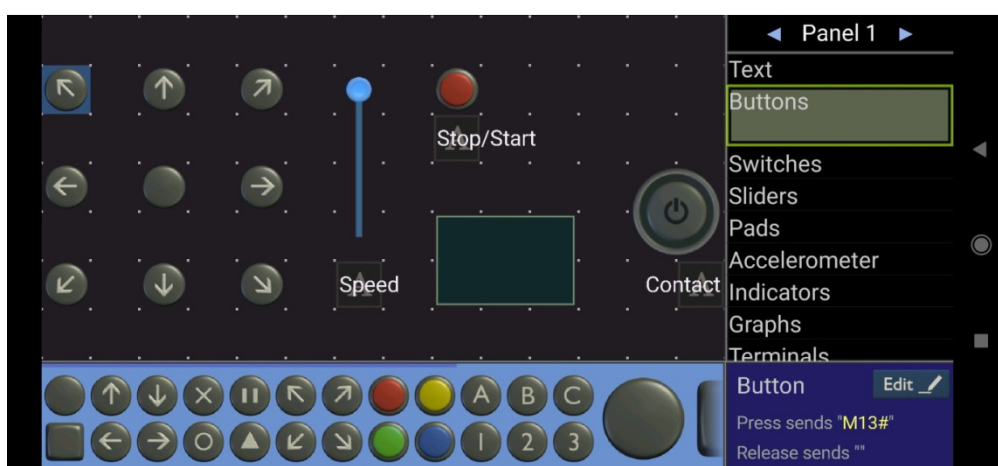 Panel 1
Text
Buttons
Stop/Start
Switches
Sliders
Pads
Accelerometer
Speed
Contact
Indicators
Graphs
Terminals
A B C
1 2 3
Button
Edit
Press sends "M13#"
Release sends ""